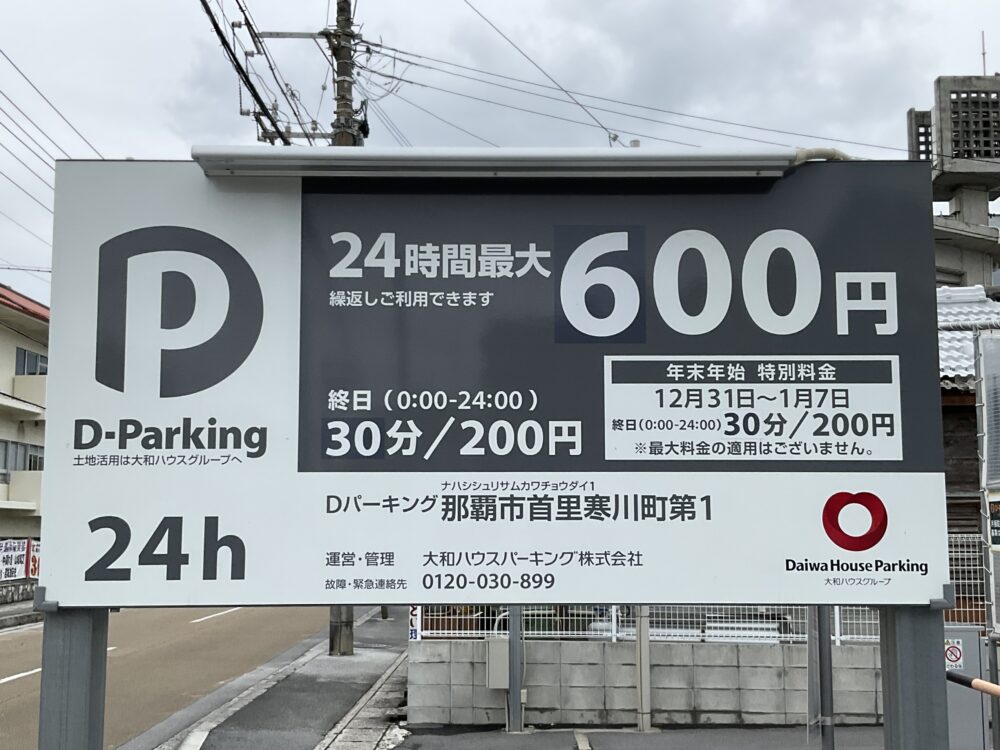 D-Parking
土地活用は大和ハウスグループへ
24h
24時間最大600円
繰返しご利用できます
終日（0:00-24:00）
30分／200円
年末年始 特別料金
12月31日～1月7日
終日(0:00-24:00) 30分／200円
※最大料金の適用はございません。
ナハシシュリサムカワチョウダイ1
Dパーキング 那覇市首里寒川町第1
運営・管理 大和ハウスパーキング株式会社
故障・緊急連絡先 0120-030-899
Daiwa House Parking
大和ハウスグループ